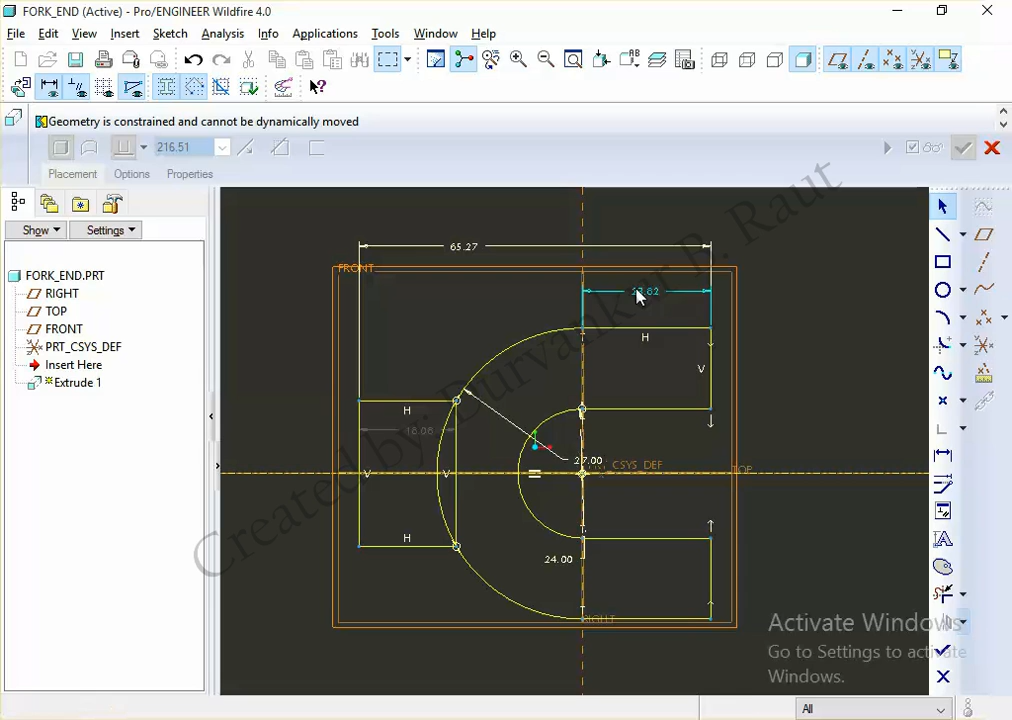 FORK_END (Active) - Pro/ENGINEER Wildfire 4.0
File Edit View Insert Sketch Analysis Info Applications Tools Window Help
Geometry is constrained and cannot be dynamically moved
216.51
Placement Options Properties
Show Settings
FORK_END.PRT
RIGHT
TOP
FRONT
PRT_CSYS_DEF
Insert Here
Extrude 1
65.27
FRONT
H
V
H
18.06
27.00
PRT_CSYS_DEF
TOP
V
V
H
24.00
RIGHT
Created by: Durvankur B. Raut
Activate Windows
Go to Settings to activate
Windows.
All